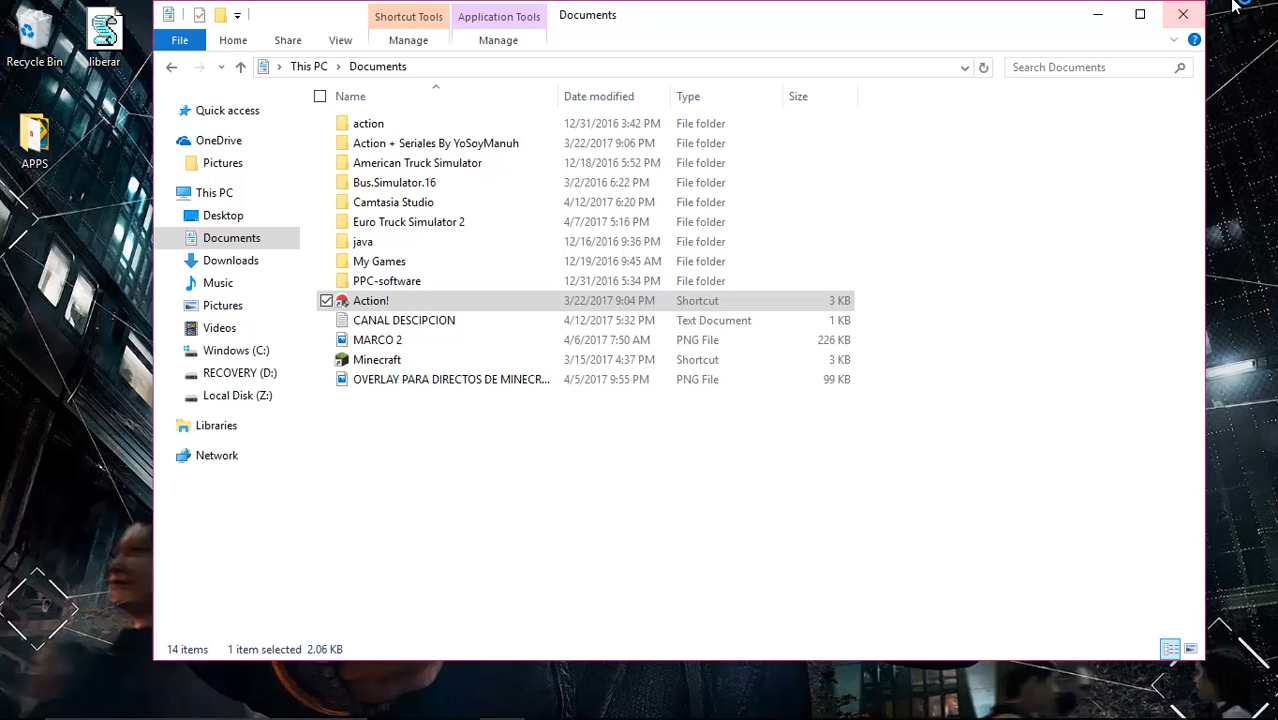 Recycle Bin
liberar
APPS
Shortcut Tools
Application Tools
Documents
File
Home
Share
View
Manage
Manage
This PC
Documents
Search Documents
Quick access
OneDrive
Pictures
This PC
Desktop
Documents
Downloads
Music
Pictures
Videos
Windows (C:)
RECOVERY (D:)
Local Disk (Z:)
Libraries
Network
Name Date modified Type Size
action 12/31/2016 3:42 PM File folder
Action + Seriales By YoSoyManuh 3/22/2017 9:06 PM File folder
American Truck Simulator 12/18/2016 5:52 PM File folder
Bus.Simulator.16 3/2/2016 6:22 PM File folder
Camtasia Studio 4/12/2017 6:20 PM File folder
Euro Truck Simulator 2 4/7/2017 5:16 PM File folder
java 12/16/2016 9:36 PM File folder
My Games 12/19/2016 9:45 AM File folder
PPC-software 12/31/2016 5:34 PM File folder
Action! 3/22/2017 9:04 PM Shortcut 3 KB
CANAL DESCIPCION 4/12/2017 5:32 PM Text Document 1 KB
MARCO 2 4/6/2017 7:50 AM PNG File 226 KB
Minecraft 3/15/2017 4:37 PM Shortcut 3 KB
OVERLAY PARA DIRECTOS DE MINECR... 4/5/2017 9:55 PM PNG File 99 KB
14 items 1 item selected 2.06 KB